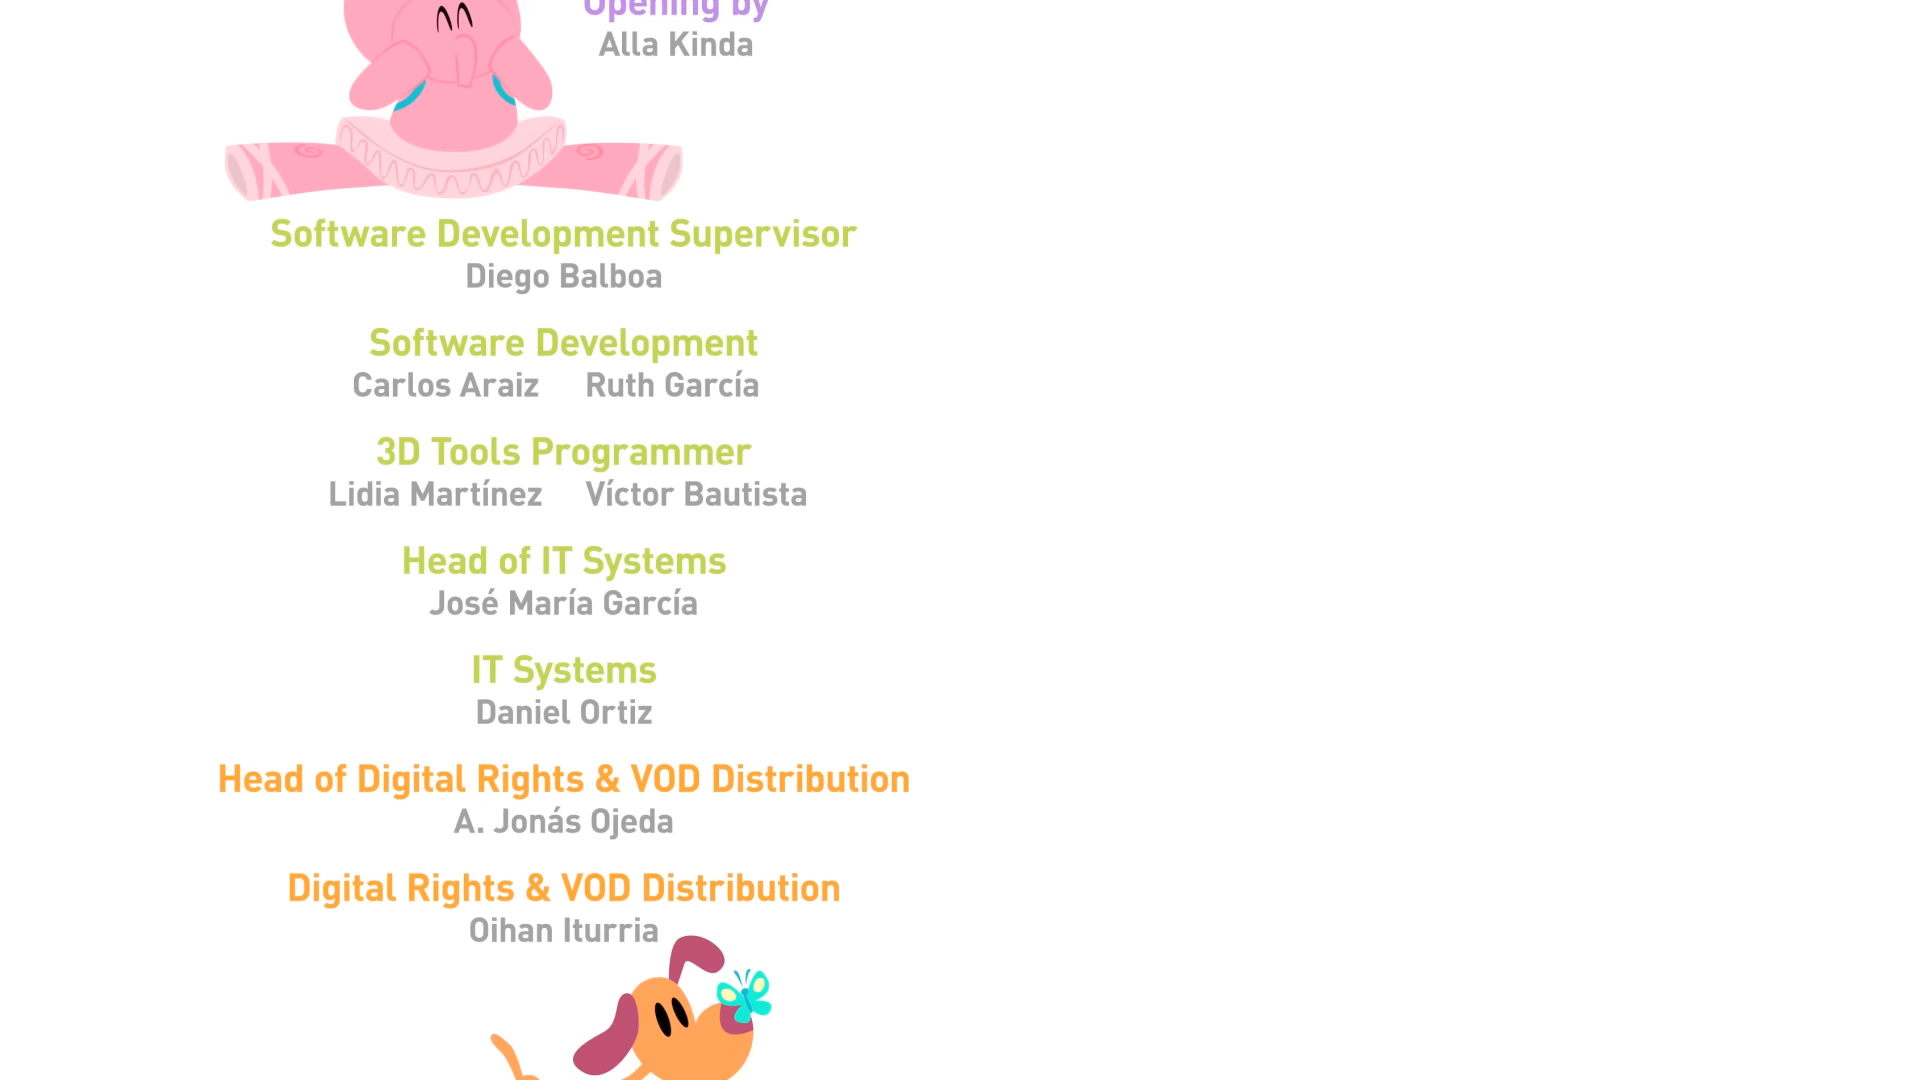 Opening by
Alla Kinda
Software Development Supervisor
Diego Balboa
Software Development
Carlos Araiz Ruth García
3D Tools Programmer
Lidia Martínez Víctor Bautista
Head of IT Systems
José María García
IT Systems
Daniel Ortiz
Head of Digital Rights & VOD Distribution
A. Jonás Ojeda
Digital Rights & VOD Distribution
Oihan Iturria